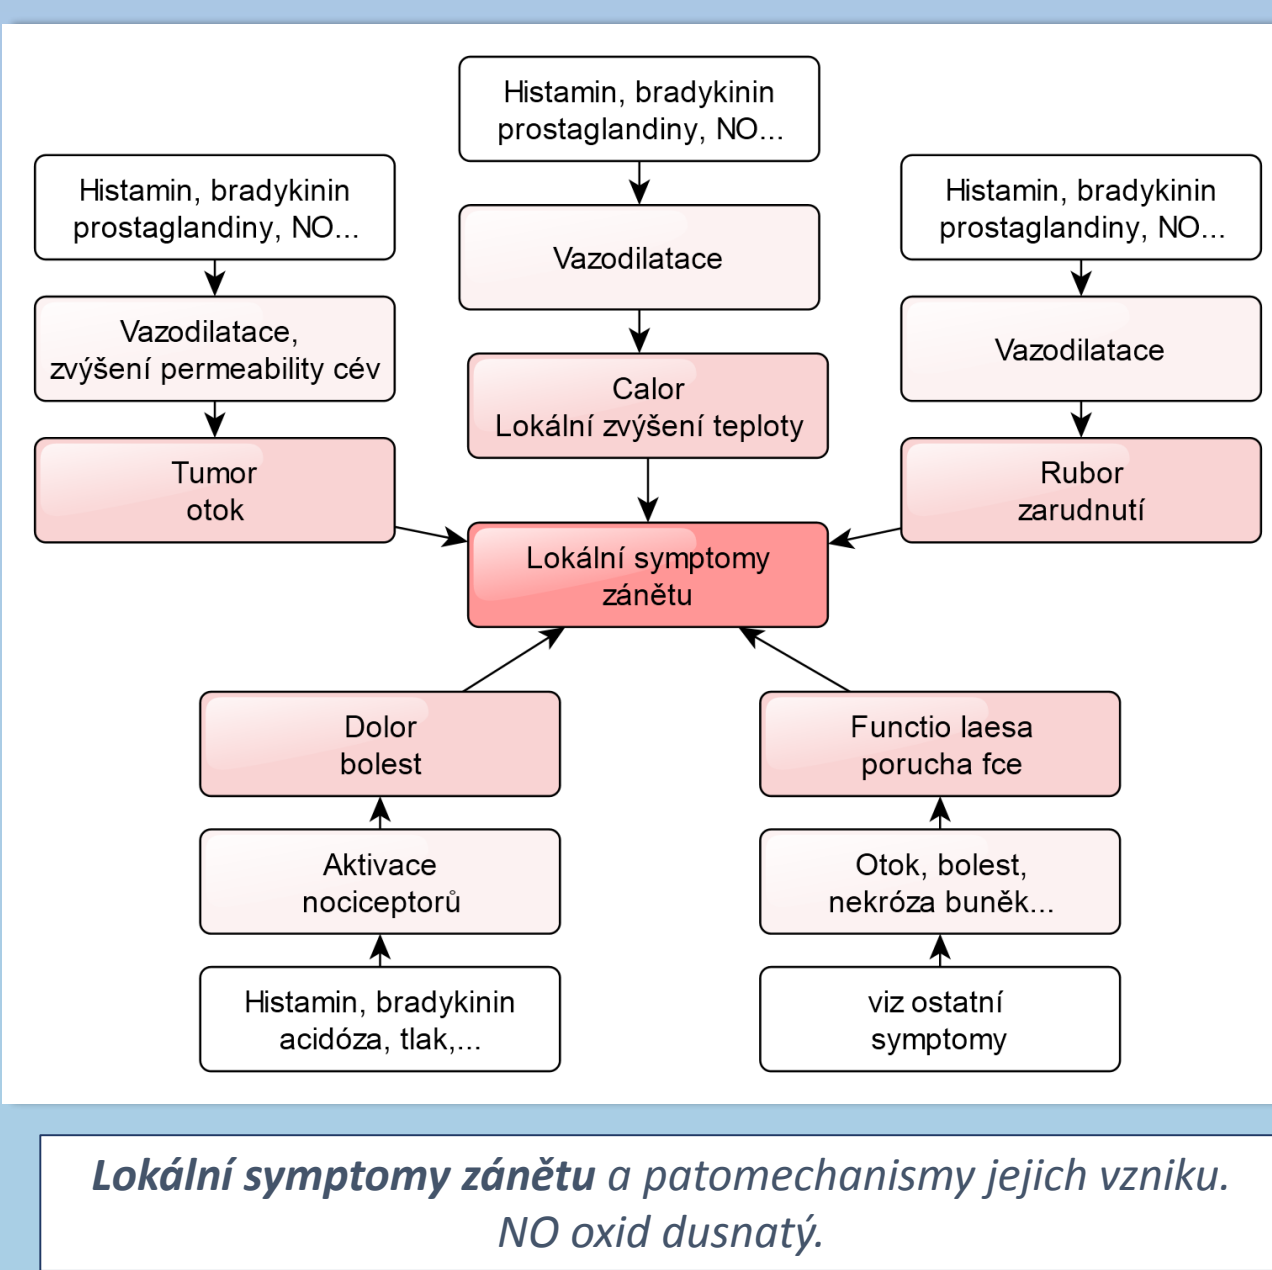 Histamin, bradykinin
prostaglandiny, NO...
Histamin, bradykinin
prostaglandiny, NO...
Histamin, bradykinin
prostaglandiny, NO...
Vazodilatace
Vazodilatace,
zvýšení permeability cév
Vazodilatace
Calor
Lokální zvýšení teploty
Tumor
otok
Rubor
zarudnutí
Lokální symptomy
zánětu
Dolor
bolest
Functio laesa
porucha fce
Aktivace
nociceptorů
Otok, bolest,
nekróza buněk...
Histamin, bradykinin
acidóza, tlak,...
viz ostatní
symptomy
Lokální symptomy zánětu a patomechanismy jejich vzniku.
NO oxid dusnatý.